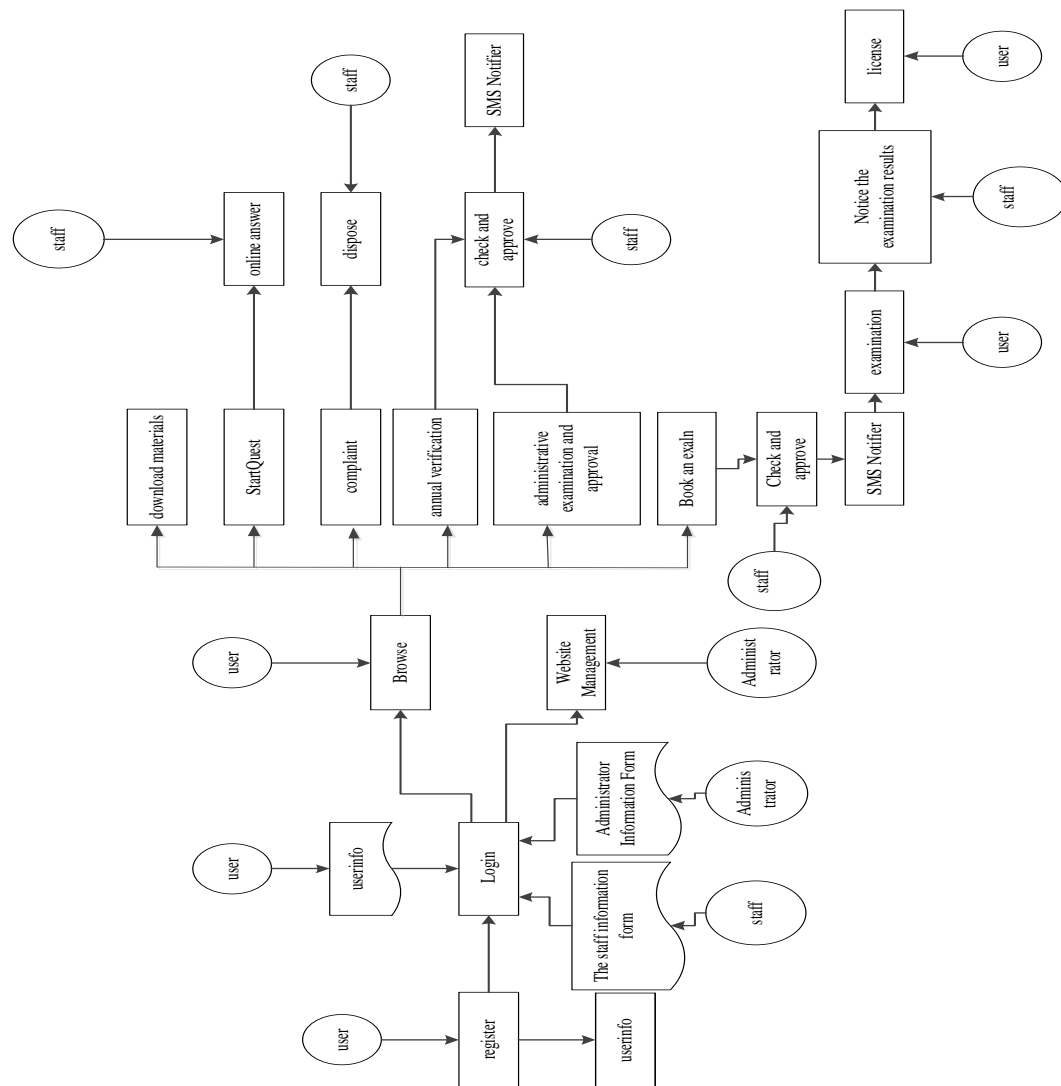 user
register
userinfo
user
userinfo
Login
The staff information
form
staff
Administrator
Information Form
Adminis
trator
user
Browse
Website
Management
Administ
rator
download materials
StartQuest
complaint
annual verification
administrative
examination and
approval
Book an exaln
staff
online answer
staff
dispose
check and
approve
staff
SMS Notifier
staff
Check and
approve
SMS Notifier
examination
user
Notice the
examination results
staff
license
user